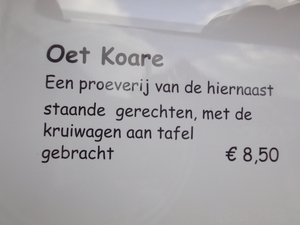 Oet Koare
Een proeverij van de hiernaast
staande gerechten, met de
kruiwagen aan tafel
gebracht € 8,50